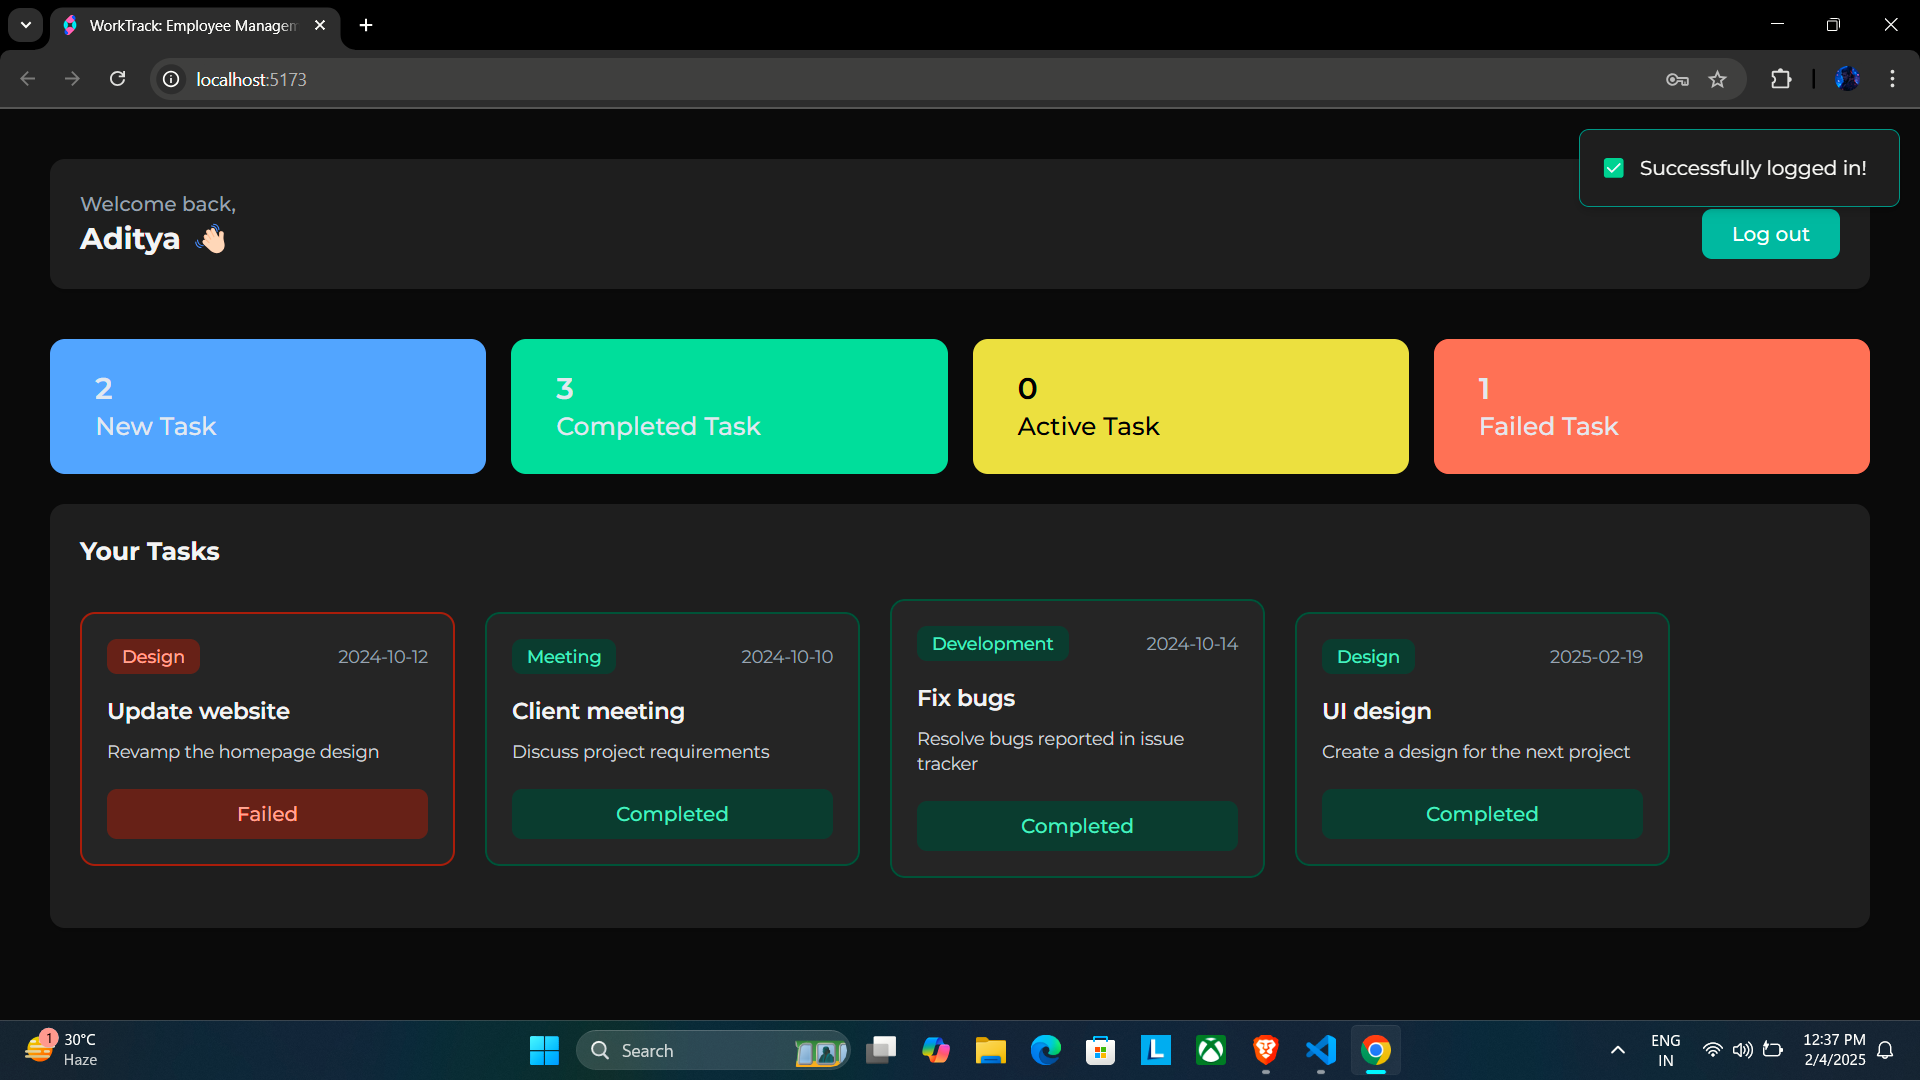 WorkTrack: Employee Managem
localhost:5173
Successfully logged in!
Welcome back,
Aditya
Log out
2
New Task
3
Completed Task
0
Active Task
1
Failed Task
Your Tasks
Design 2024-10-12
Update website
Revamp the homepage design
Failed
Meeting 2024-10-10
Client meeting
Discuss project requirements
Completed
Development 2024-10-14
Fix bugs
Resolve bugs reported in issue
tracker
Completed
Design 2025-02-19
UI design
Create a design for the next project
Completed
1
30°C
Haze
Search
L
ENG
IN
12:37 PM
2/4/2025